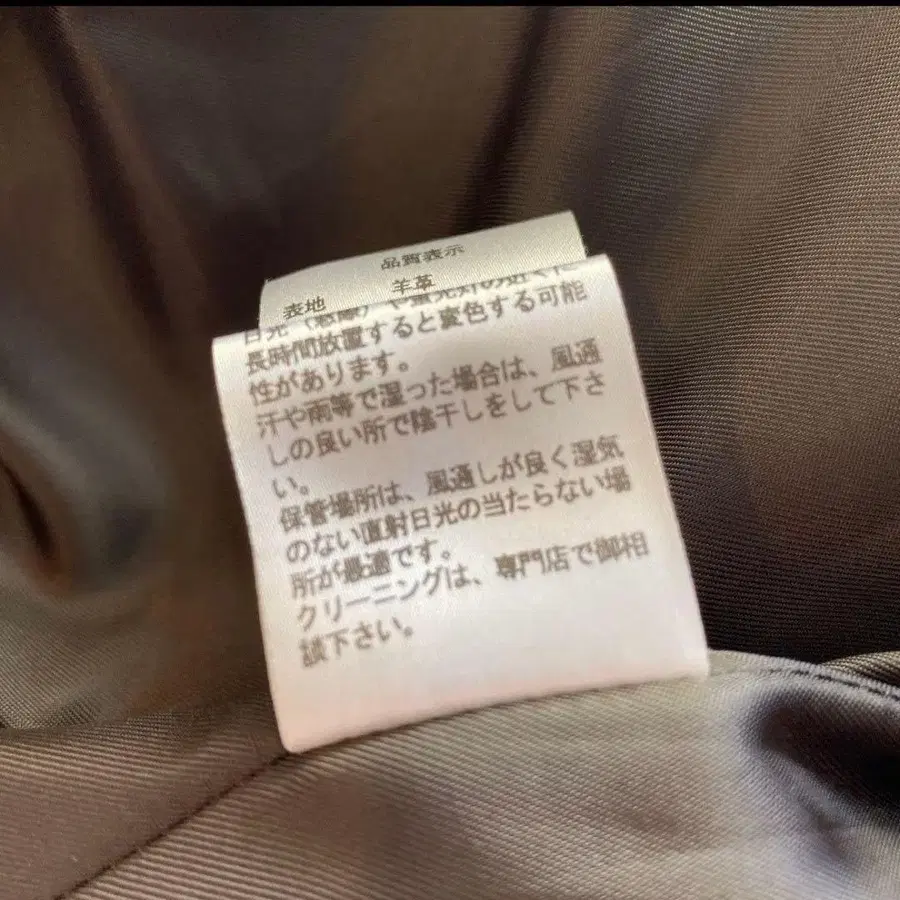 品質表示
表地 羊革
長時間放置すると変色する可能
性があります。
汗や雨等で湿った場合は、風通
しの良い所で陰干しをして下さ
い。
保管場所は、風通しが良く湿気
のない直射日光の当たらない場
所が最適です。
クリーニングは、専門店で御相
談下さい。